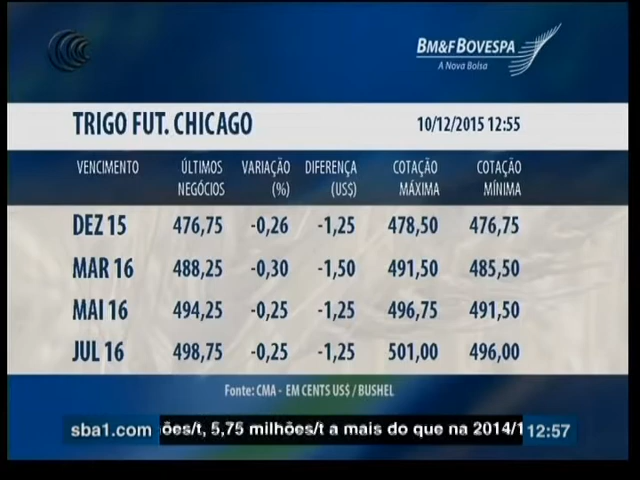 BM&FBOVESPA
A Nova Bolsa
TRIGO FUT. CHICAGO 10/12/2015 12:55
VENCIMENTO ÚLTIMOS NEGÓCIOS VARIAÇÃO (%) DIFERENÇA (US$) COTAÇÃO MÁXIMA COTAÇÃO MÍNIMA
DEZ 15 476,75 -0,26 -1,25 478,50 476,75
MAR 16 488,25 -0,30 -1,50 491,50 485,50
MAI 16 494,25 -0,25 -1,25 496,75 491,50
JUL 16 498,75 -0,25 -1,25 501,00 496,00
Fonte: CMA - EM CENTS US$ / BUSHEL
sba1.com ões/t, 5,75 milhões/t a mais do que na 2014/1 12:57